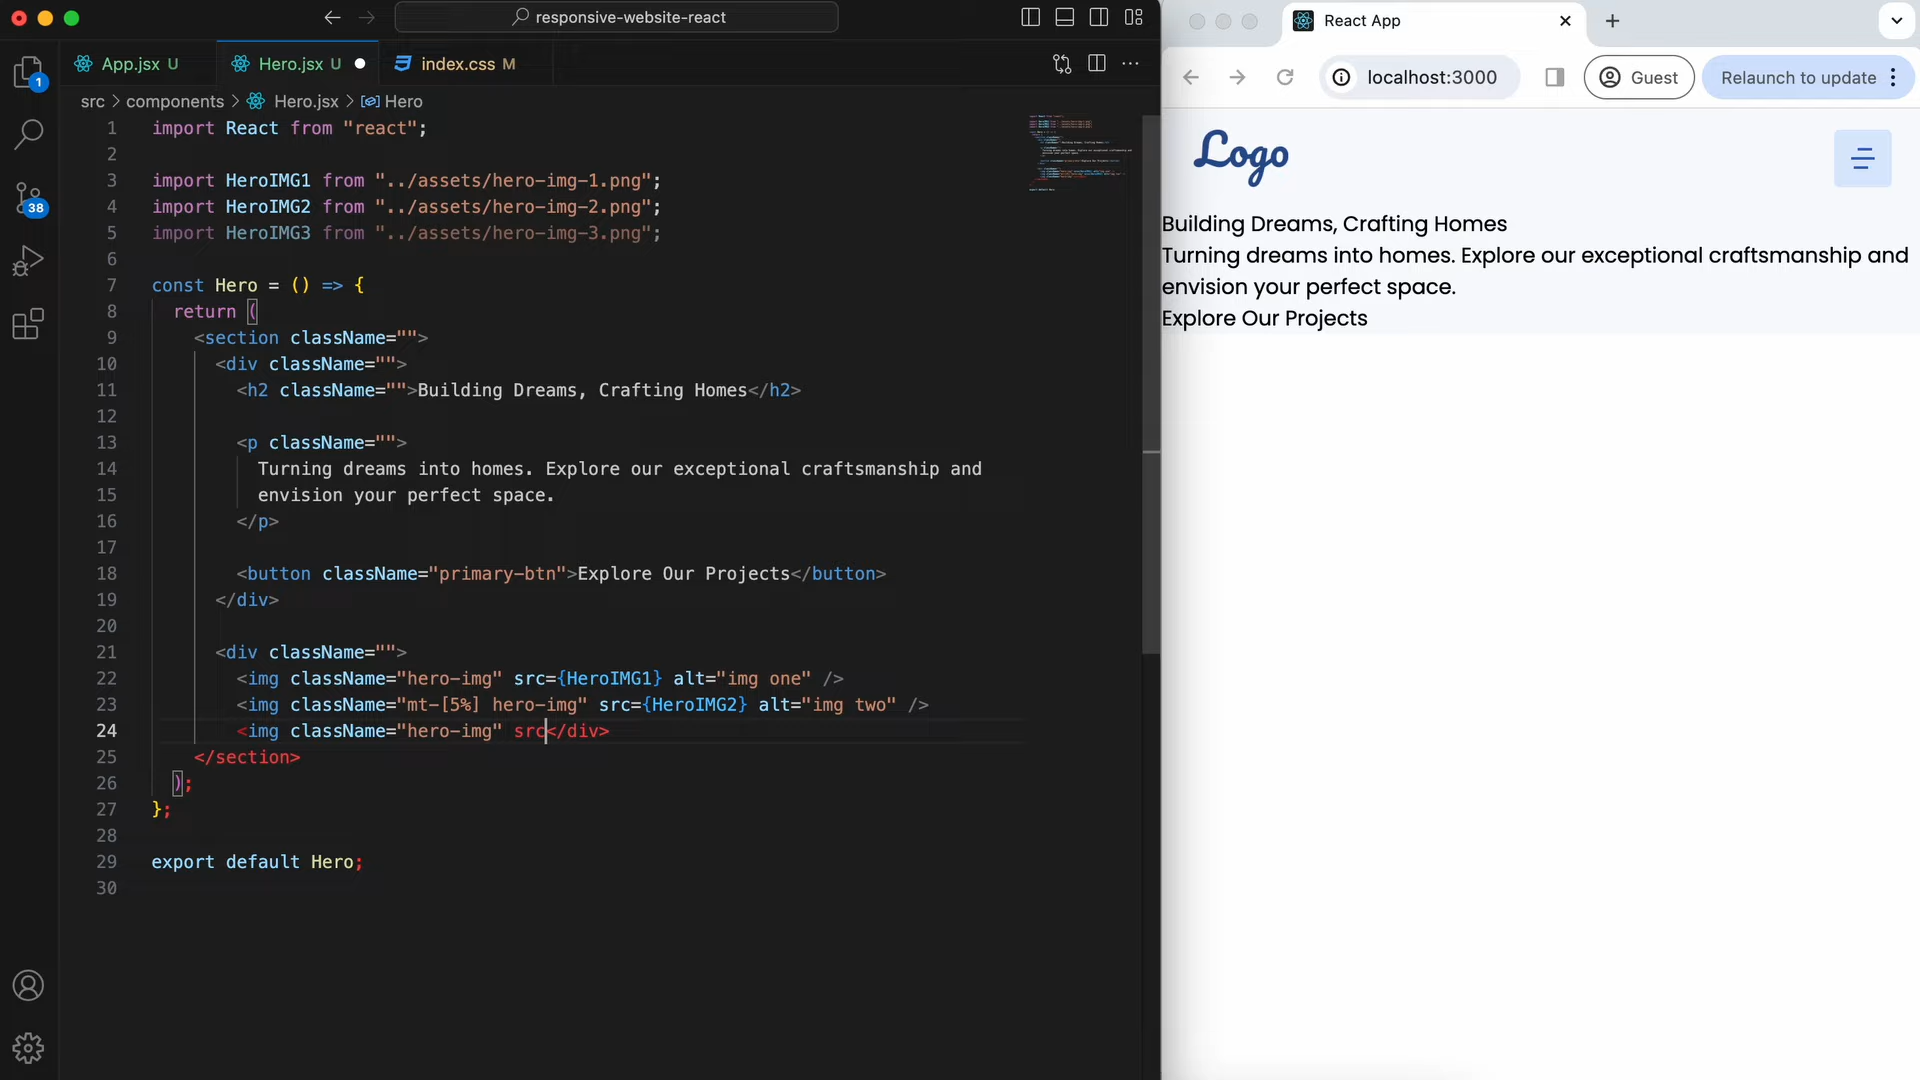 responsive-website-react
App.jsx U
Hero.jsx U
index.css M
src > components > Hero.jsx > Hero
1 import React from "react";
2
3 import HeroIMG1 from "../assets/hero-img-1.png";
4 import HeroIMG2 from "../assets/hero-img-2.png";
5 import HeroIMG3 from "../assets/hero-img-3.png";
6
7 const Hero = () => {
8 return (
9 <section className="">
10 <div className="">
11 <h2 className="">Building Dreams, Crafting Homes</h2>
12
13 <p className="">
14 Turning dreams into homes. Explore our exceptional craftsmanship and
15 envision your perfect space.
16 </p>
17
18 <button className="primary-btn">Explore Our Projects</button>
19 </div>
20
21 <div className="">
22 <img className="hero-img" src={HeroIMG1} alt="img one" />
23 <img className="mt-[5%] hero-img" src={HeroIMG2} alt="img two" />
24 <img className="hero-img" src</div>
25 </section>
26 );
27 };
28
29 export default Hero;
30
1
38
React App
localhost:3000
Guest
Relaunch to update
Logo
Building Dreams, Crafting Homes
Turning dreams into homes. Explore our exceptional craftsmanship and
envision your perfect space.
Explore Our Projects